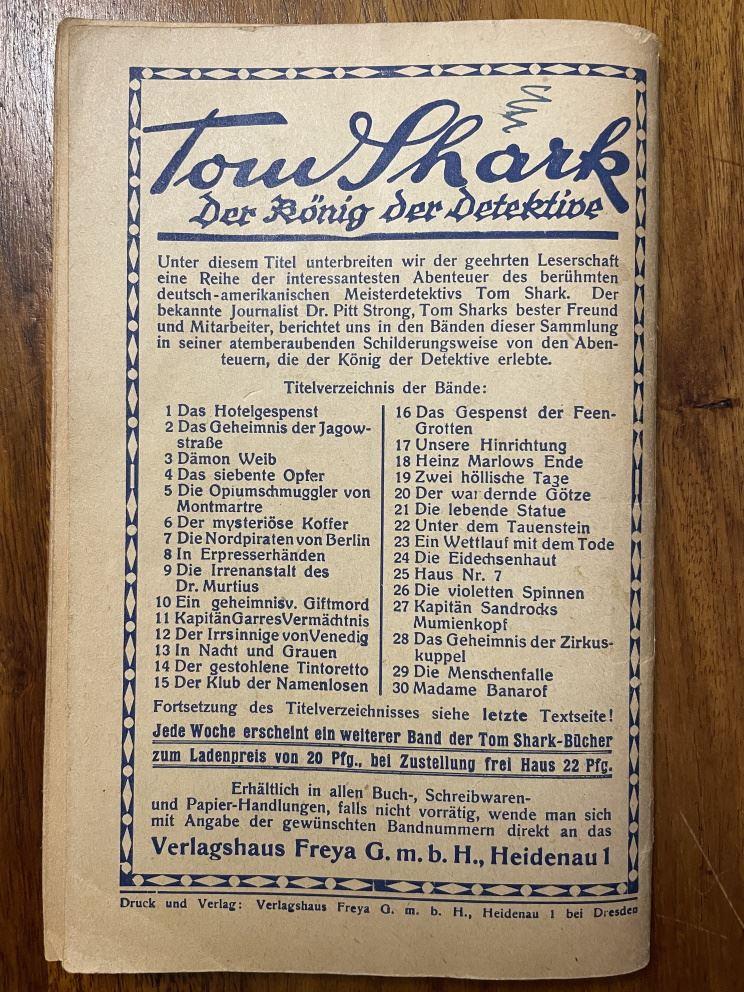 Tom Shark
Der König der Detektive
Unter diesem Titel unterbreiten wir der geehrten Leserschaft
eine Reihe der interessantesten Abenteuer des berühmten
deutsch-amerikanischen Meisterdetektivs Tom Shark. Der
bekannte Journalist Dr. Pitt Strong, Tom Sharks bester Freund
und Mitarbeiter, berichtet uns in den Bänden dieser Sammlung
in seiner atemberaubenden Schilderungsweise von den Aben-
teuern, die der König der Detektive erlebte.
Titelverzeichnis der Bände:
1 Das Hotelgespenst
2 Das Geheimnis der Jagow-
straße
3 Dämon Weib
4 Das siebente Opfer
5 Die Opiumschmuggler von
Montmartre
6 Der mysteriöse Koffer
7 Die Nordpiraten von Berlin
8 In Erpresserhänden
9 Die Irrenanstalt des
Dr. Murtius
10 Ein geheimnisv. Giftmord
11 Kapitän Garres Vermächtnis
12 Der Irrsinnige von Venedig
13 In Nacht und Grauen
14 Der gestohlene Tintoretto
15 Der Klub der Namenlosen
16 Das Gespenst der Feen-
Grotten
17 Unsere Hinrichtung
18 Heinz Marlows Ende
19 Zwei höllische Tage
20 Der wandernde Götze
21 Die lebende Statue
22 Unter dem Tauenstein
23 Ein Wettlauf mit dem Tode
24 Die Eidechsenhaut
25 Haus Nr. 7
26 Die violetten Spinnen
27 Kapitän Sandrocks
Mumienkopf
28 Das Geheimnis der Zirkus-
kuppel
29 Die Menschenfalle
30 Madame Banarof
Fortsetzung des Titelverzeichnisses siehe letzte Textseite!
Jede Woche erscheint ein weiterer Band der Tom Shark-Bücher
zum Ladenpreis von 20 Pfg., bei Zustellung frei Haus 22 Pfg.
Erhältlich in allen Buch-, Schreibwaren-
und Papier-Handlungen, falls nicht vorrätig, wende man sich
mit Angabe der gewünschten Bandnummern direkt an das
Verlagshaus Freya G. m. b. H., Heidenau 1
Druck und Verlag: Verlagshaus Freya G. m. b. H., Heidenau 1 bei Dresden